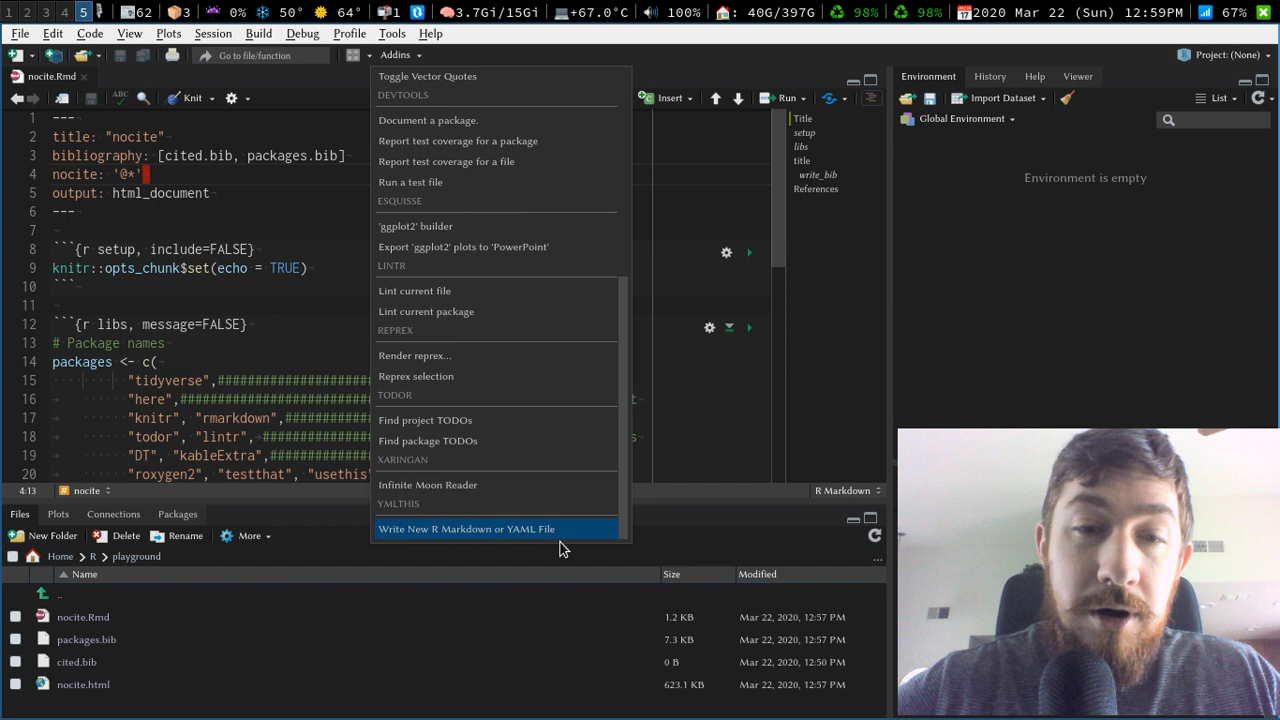 1 2 3 4 5 62 3 0% 50° 64° 1 3.7Gi/15Gi +67.0°C 100% : 40G/397G 98% 98% 2020 Mar 22 (Sun) 12:59PM 67%
File Edit Code View Plots Session Build Debug Profile Tools Help
Go to file/function Addins Project: (None)
nocite.Rmd
ABC Knit Insert Run
1 ---
2 title: "nocite"
3 bibliography: [cited.bib, packages.bib]
4 nocite: '@*'
5 output: html_document
6 ---
7
8 ```{r setup, include=FALSE}
9 knitr::opts_chunk$set(echo = TRUE)
10 ```
11
12 ```{r libs, message=FALSE}
13 # Package names
14 packages <- c(
15 "tidyverse",######################
16 "here",###########################
17 "knitr", "rmarkdown",#############
18 "todor", "lintr", ################
19 "DT", "kableExtra",###############
20 "roxygen2", "testthat", "usethis"
4:13 nocite R Markdown
Toggle Vector Quotes
DEVTOOLS
Document a package.
Report test coverage for a package
Report test coverage for a file
Run a test file
ESQUISSE
'ggplot2' builder
Export 'ggplot2' plots to 'PowerPoint'
LINTR
Lint current file
Lint current package
REPREX
Render reprex...
Reprex selection
TODOR
Find project TODOs
Find package TODOs
XARINGAN
Infinite Moon Reader
YMLTHIS
Write New R Markdown or YAML File
Title
setup
libs
title
write_bib
References
Environment History Help Viewer
Import Dataset List
Global Environment
Environment is empty
Files Plots Connections Packages
New Folder Delete Rename More
Home R playground ...
Name Size Modified
..
nocite.Rmd 1.2 KB Mar 22, 2020, 12:57 PM
packages.bib 7.3 KB Mar 22, 2020, 12:57 PM
cited.bib 0 B Mar 22, 2020, 12:50 PM
nocite.html 623.1 KB Mar 22, 2020, 12:57 PM